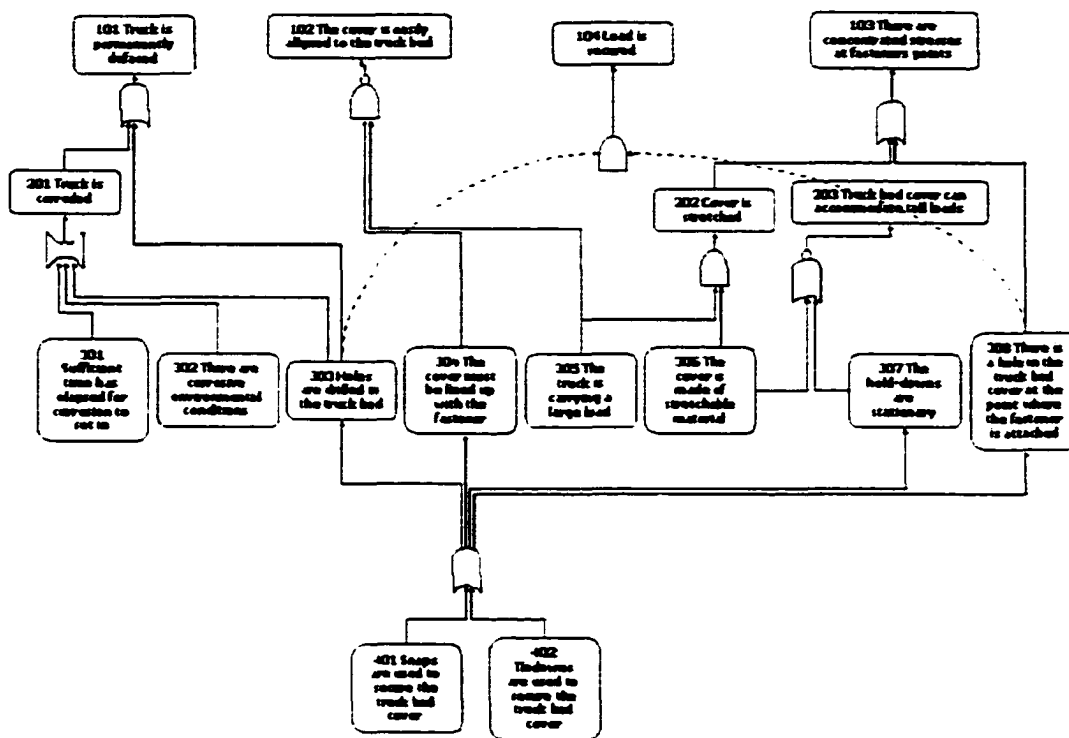 101 Truck is
permanently
defaced
102 The cover is easily
aligned to the truck bed
104 Load is
secured
103 There are
concentrated stresses
at fasteners points
201 Truck is
corroded
202 Cover is
stretched
203 Truck bed cover can
accommodate tall loads
301
Sufficient
time has
elapsed for
corrosion to
set in
302 There are
corrosive
environmental
conditions
303 Holes
are drilled in
the truck bed
304 The
cover must
be lined up
with the
fastener
305 The
truck is
carrying a
large load
306 The
cover is
made of
stretchable
material
307 The
hold-downs
are
stationary
308 There is
a hole in the
truck bed
cover at the
point where
the fastener
is attached
401 Snaps
are used to
secure the
truck bed
cover
402
Tiedowns
are used to
secure the
truck bed
cover